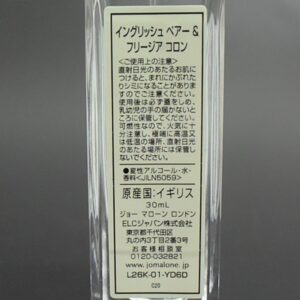 イングリッシュ ペアー &
フリージア コロン
<ご使用上の注意>
直射日光のあたるお肌に
つけると、まれにかぶれた
りシミになることがありま
すのでご注意ください。
使用後は必ず蓋をしめ、
乳幼児の手の届かないとこ
ろに保管してください。
可燃性なので、火気に十
分注意し、極端に高温又
は低温の場所、直射日光
のあたる場所には保管し
ないでください。
●変性アルコール・水・
香料<JLN5059>
原産国:イギリス
30mL
ジョー マローン ロンドン
ELCジャパン株式会社
東京都千代田区
丸の内3丁目2番3号
お客様相談室
0120-032821
www.jomalone.jp
L26K-01-YD6D
020